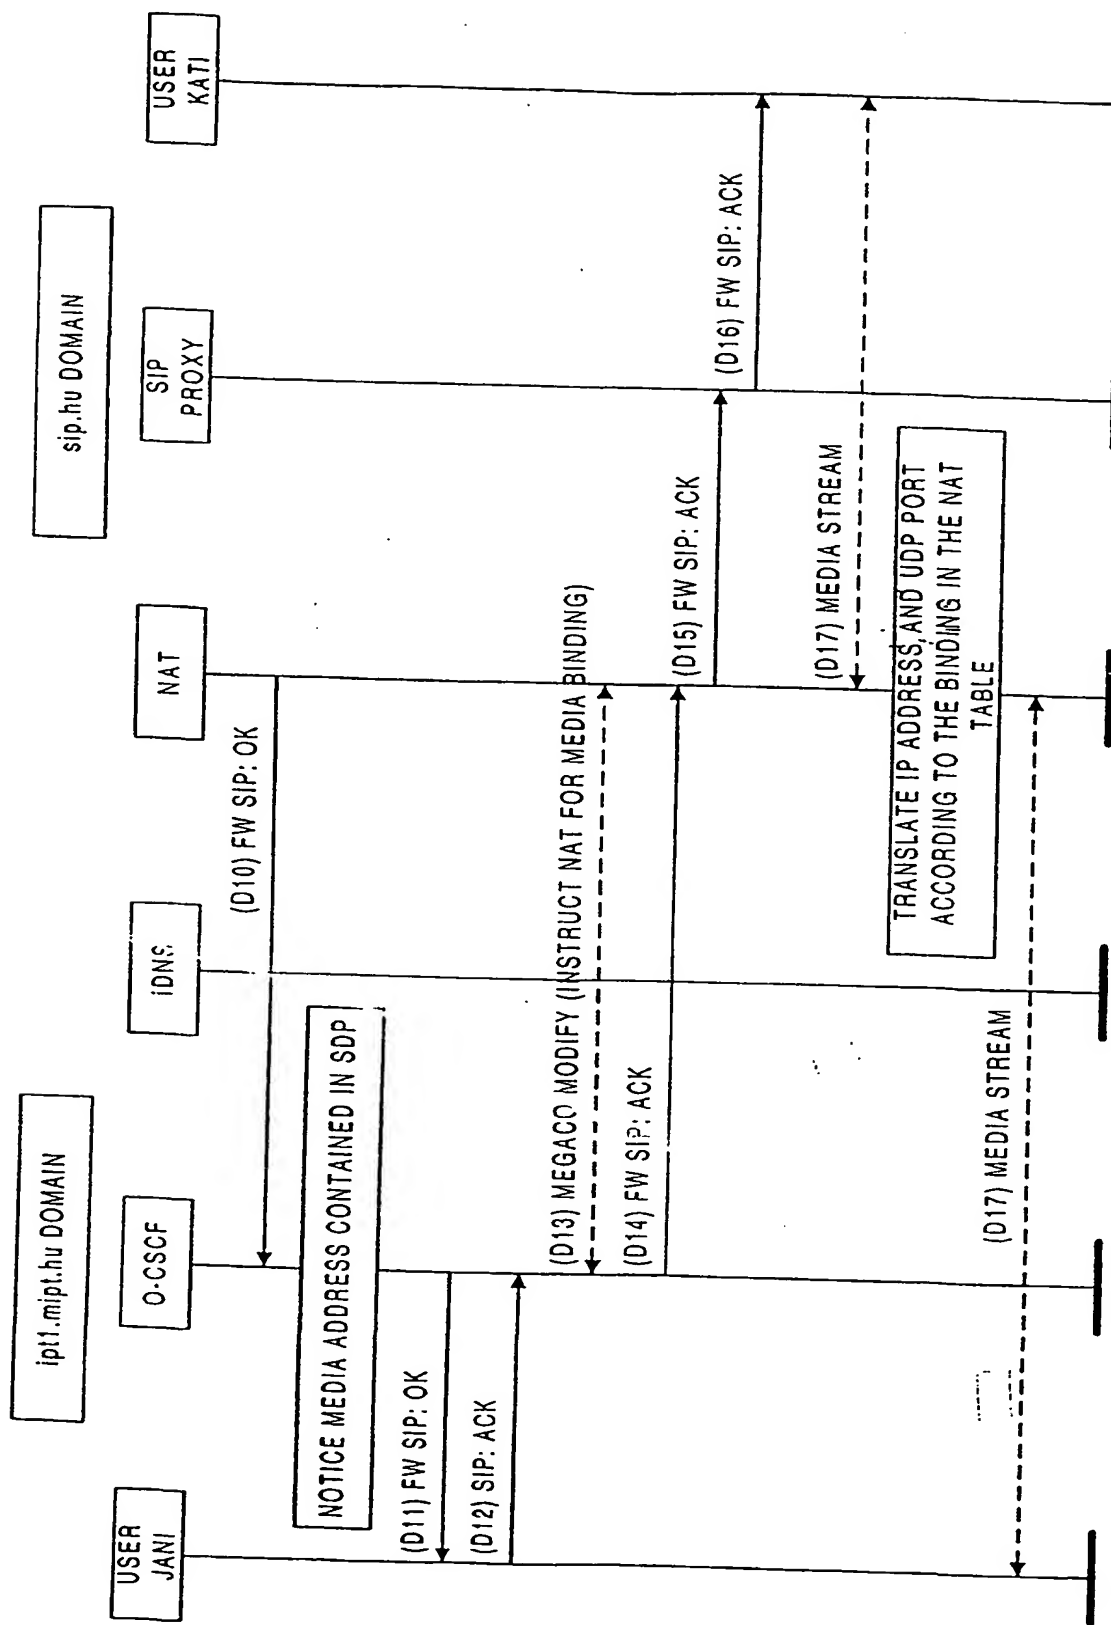 ipt1.mipt.hu DOMAIN
sip.hu DOMAIN
USER
JANI
O-CSCF
iDNS
NAT
SIP
PROXY
USER
KATI
(D10) FW SIP: OK
NOTICE MEDIA ADDRESS CONTAINED IN SDP
(D11) FW SIP: OK
(D12) SIP: ACK
(D13) MEGACO MODIFY (INSTRUCT NAT FOR MEDIA BINDING)
(D14) FW SIP: ACK
(D15) FW SIP: ACK
(D16) FW SIP: ACK
(D17) MEDIA STREAM
TRANSLATE IP ADDRESS, AND UDP PORT
ACCORDING TO THE BINDING IN THE NAT
TABLE
(D17) MEDIA STREAM